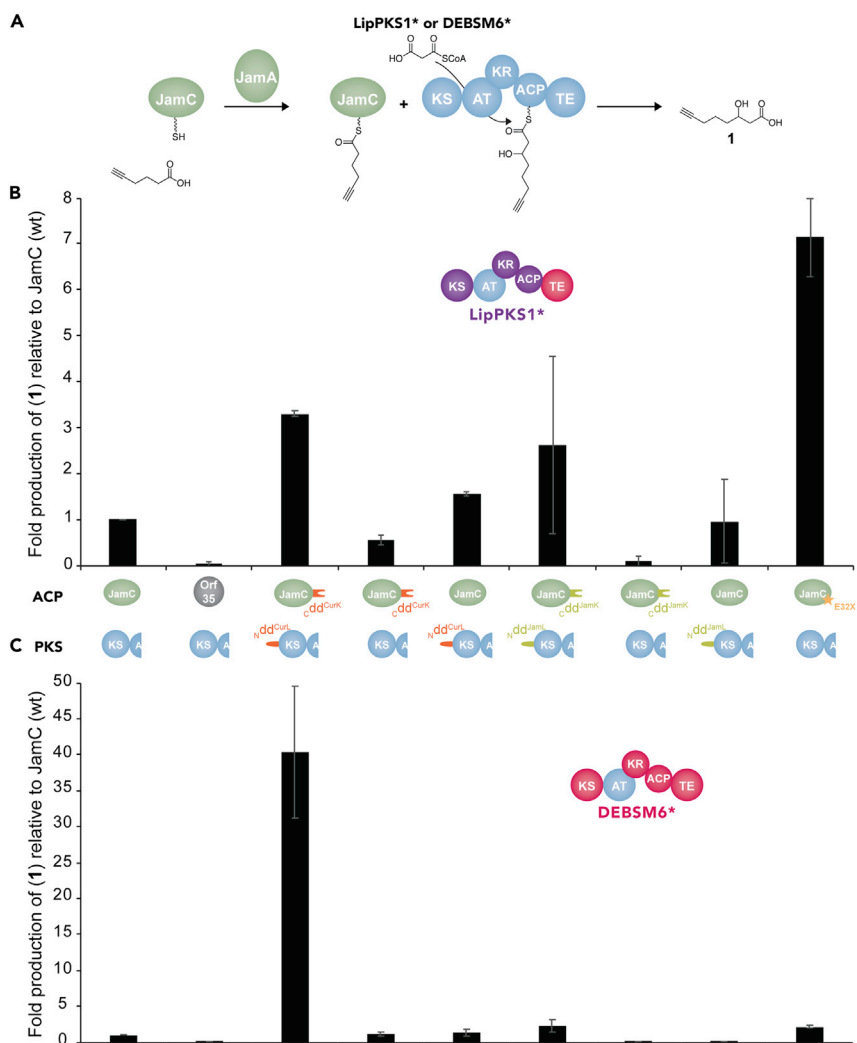 A
LipPKS1* or DEBSM6*
O O
HO SCoA
JamC
JamA
JamC
+
KS
AT
KR
ACP
TE
SH
S
O
S
O
HO
OH O
OH
1
O
OH
B
Fold production of (1) relative to JamC (wt)
8
7
6
5
4
3
2
1
0
KS
AT
KR
ACP
TE
LipPKS1*
ACP
JamC
Orf
35
JamC
CddCurK
JamC
CddCurK
JamC
JamC
CddJamK
JamC
CddJamK
JamC
JamC
E32X
C
PKS
KS A
KS A
NddCurL
KS A
KS A
NddCurL
KS A
NddJamL
KS A
KS A
NddJamL
KS A
KS A
Fold production of (1) relative to JamC (wt)
50
45
40
35
30
25
20
15
10
5
0
KS
AT
KR
ACP
TE
DEBSM6*